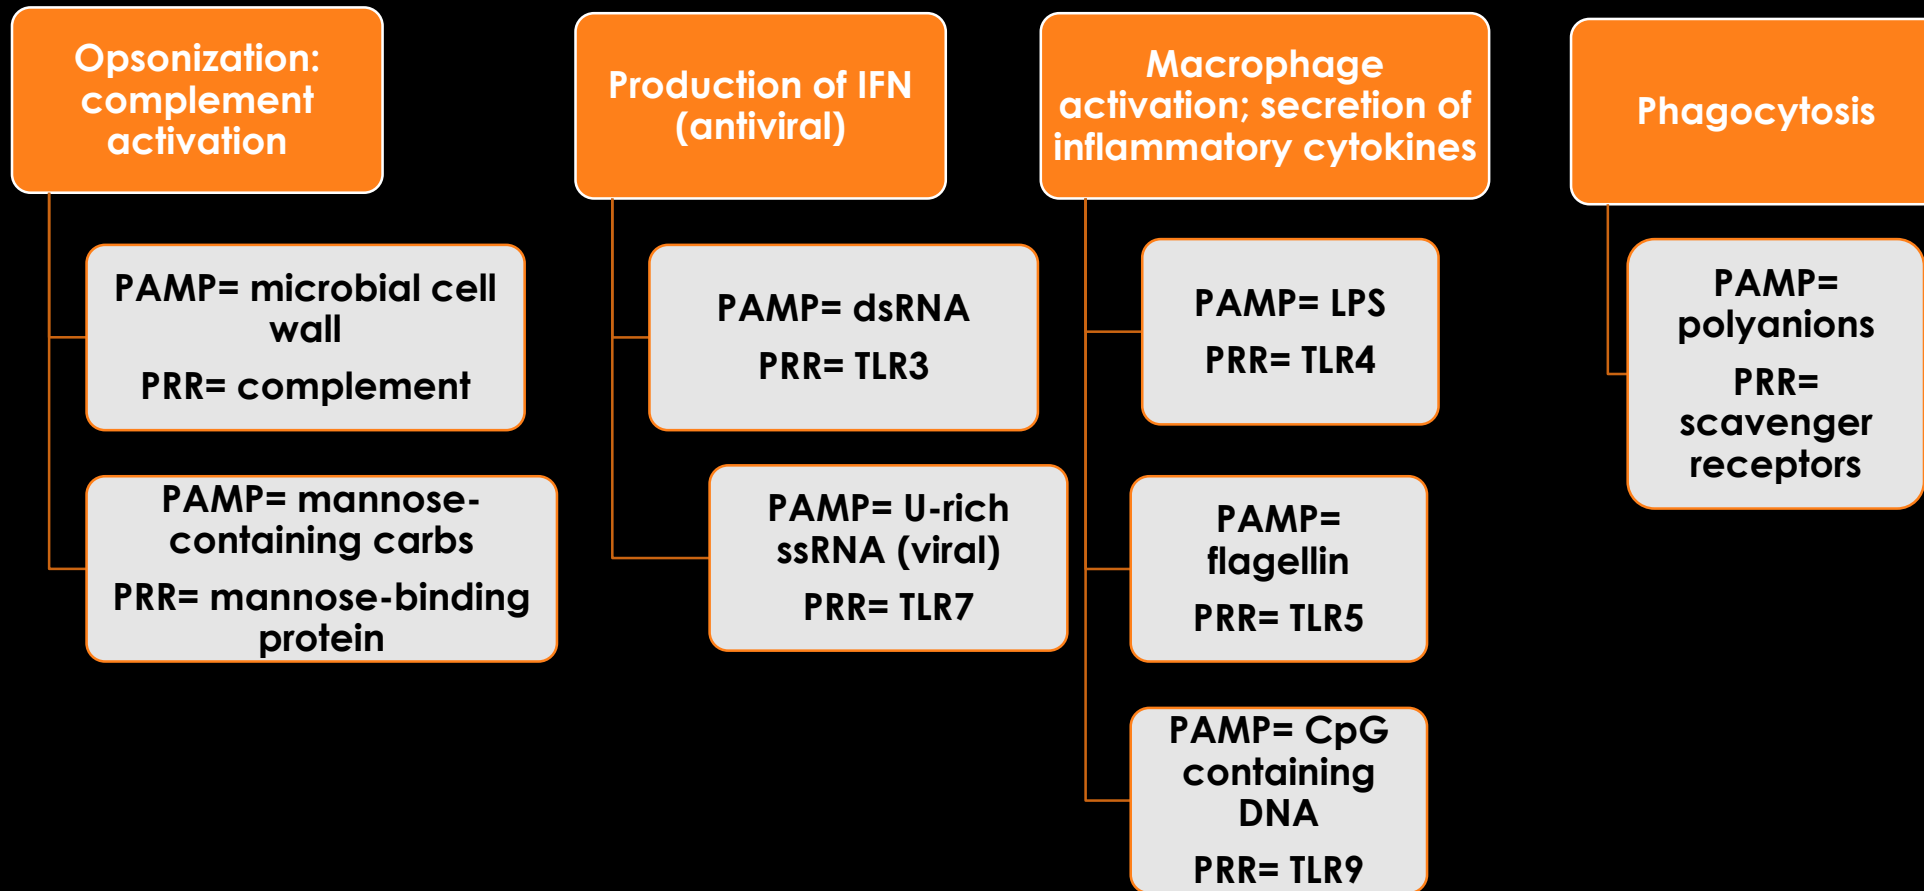 Opsonization:
complement
activation
PAMP= microbial cell
wall
PRR= complement
PAMP= mannose-
containing carbs
PRR= mannose-binding
protein
Production of IFN
(antiviral)
PAMP= dsRNA
PRR= TLR3
PAMP= U-rich
ssRNA (viral)
PRR= TLR7
Macrophage
activation; secretion of
inflammatory cytokines
PAMP= LPS
PRR= TLR4
PAMP=
flagellin
PRR= TLR5
PAMP= CpG
containing
DNA
PRR= TLR9
Phagocytosis
PAMP=
polyanions
PRR=
scavenger
receptors